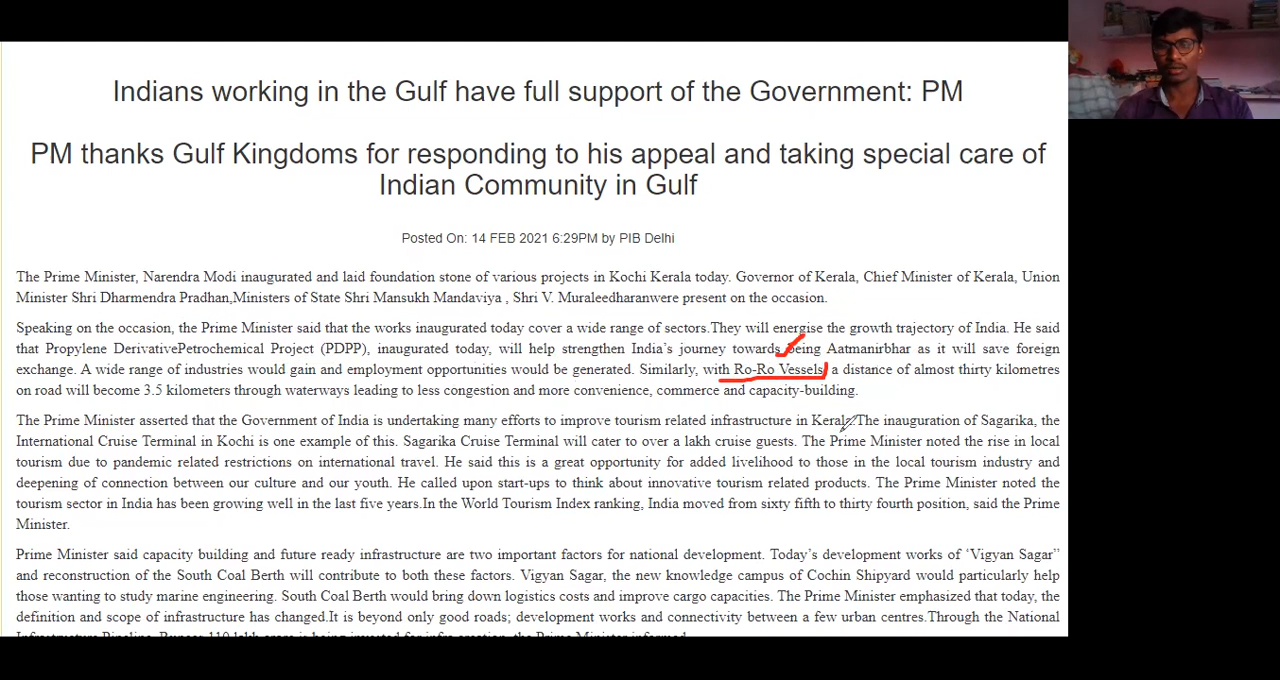 Indians working in the Gulf have full support of the Government: PM
PM thanks Gulf Kingdoms for responding to his appeal and taking special care of
Indian Community in Gulf
Posted On: 14 FEB 2021 6:29PM by PIB Delhi
The Prime Minister, Narendra Modi inaugurated and laid foundation stone of various projects in Kochi Kerala today. Governor of Kerala, Chief Minister of Kerala, Union
Minister Shri Dharmendra Pradhan,Ministers of State Shri Mansukh Mandaviya , Shri V. Muraleedharanwere present on the occasion.
Speaking on the occasion, the Prime Minister said that the works inaugurated today cover a wide range of sectors.They will energise the growth trajectory of India. He said
that Propylene DerivativePetrochemical Project (PDPP), inaugurated today, will help strengthen India's journey towards being Aatmanirbhar as it will save foreign
exchange. A wide range of industries would gain and employment opportunities would be generated. Similarly, with Ro-Ro Vessels, a distance of almost thirty kilometres
on road will become 3.5 kilometers through waterways leading to less congestion and more convenience, commerce and capacity-building.
The Prime Minister asserted that the Government of India is undertaking many efforts to improve tourism related infrastructure in Kerala.The inauguration of Sagarika, the
International Cruise Terminal in Kochi is one example of this. Sagarika Cruise Terminal will cater to over a lakh cruise guests. The Prime Minister noted the rise in local
tourism due to pandemic related restrictions on international travel. He said this is a great opportunity for added livelihood to those in the local tourism industry and
deepening of connection between our culture and our youth. He called upon start-ups to think about innovative tourism related products. The Prime Minister noted the
tourism sector in India has been growing well in the last five years.In the World Tourism Index ranking, India moved from sixty fifth to thirty fourth position, said the Prime
Minister.
Prime Minister said capacity building and future ready infrastructure are two important factors for national development. Today's development works of 'Vigyan Sagar"
and reconstruction of the South Coal Berth will contribute to both these factors. Vigyan Sagar, the new knowledge campus of Cochin Shipyard would particularly help
those wanting to study marine engineering. South Coal Berth would bring down logistics costs and improve cargo capacities. The Prime Minister emphasized that today, the
definition and scope of infrastructure has changed.It is beyond only good roads; development works and connectivity between a few urban centres.Through the National
Infrastructure Pipeline, Rupees 110 lakh crore is being invested for infra creation, the Prime Minister informed.